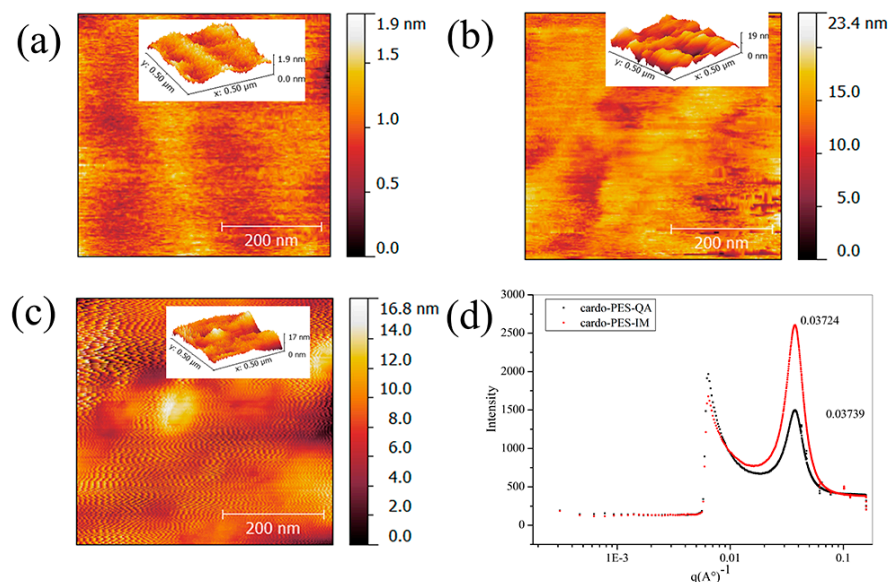 (a)
1.9 nm
1.5
1.0
0.5
0.0
y: 0.50 µm
x: 0.50 µm
1.9 nm
0.0 nm
200 nm
(b)
23.4 nm
20.0
15.0
10.0
5.0
0.0
y: 0.50 µm
x: 0.50 µm
19 nm
0 nm
200 nm
(c)
16.8 nm
14.0
12.0
10.0
8.0
6.0
4.0
2.0
0.0
y: 0.50 µm
x: 0.50 µm
17 nm
0 nm
200 nm
(d)
3000
2500
2000
1500
1000
500
0
Intensity
cardo-PES-QA
cardo-PES-IM
0.03724
0.03739
1E-3
0.01
0.1
q(A°)-1